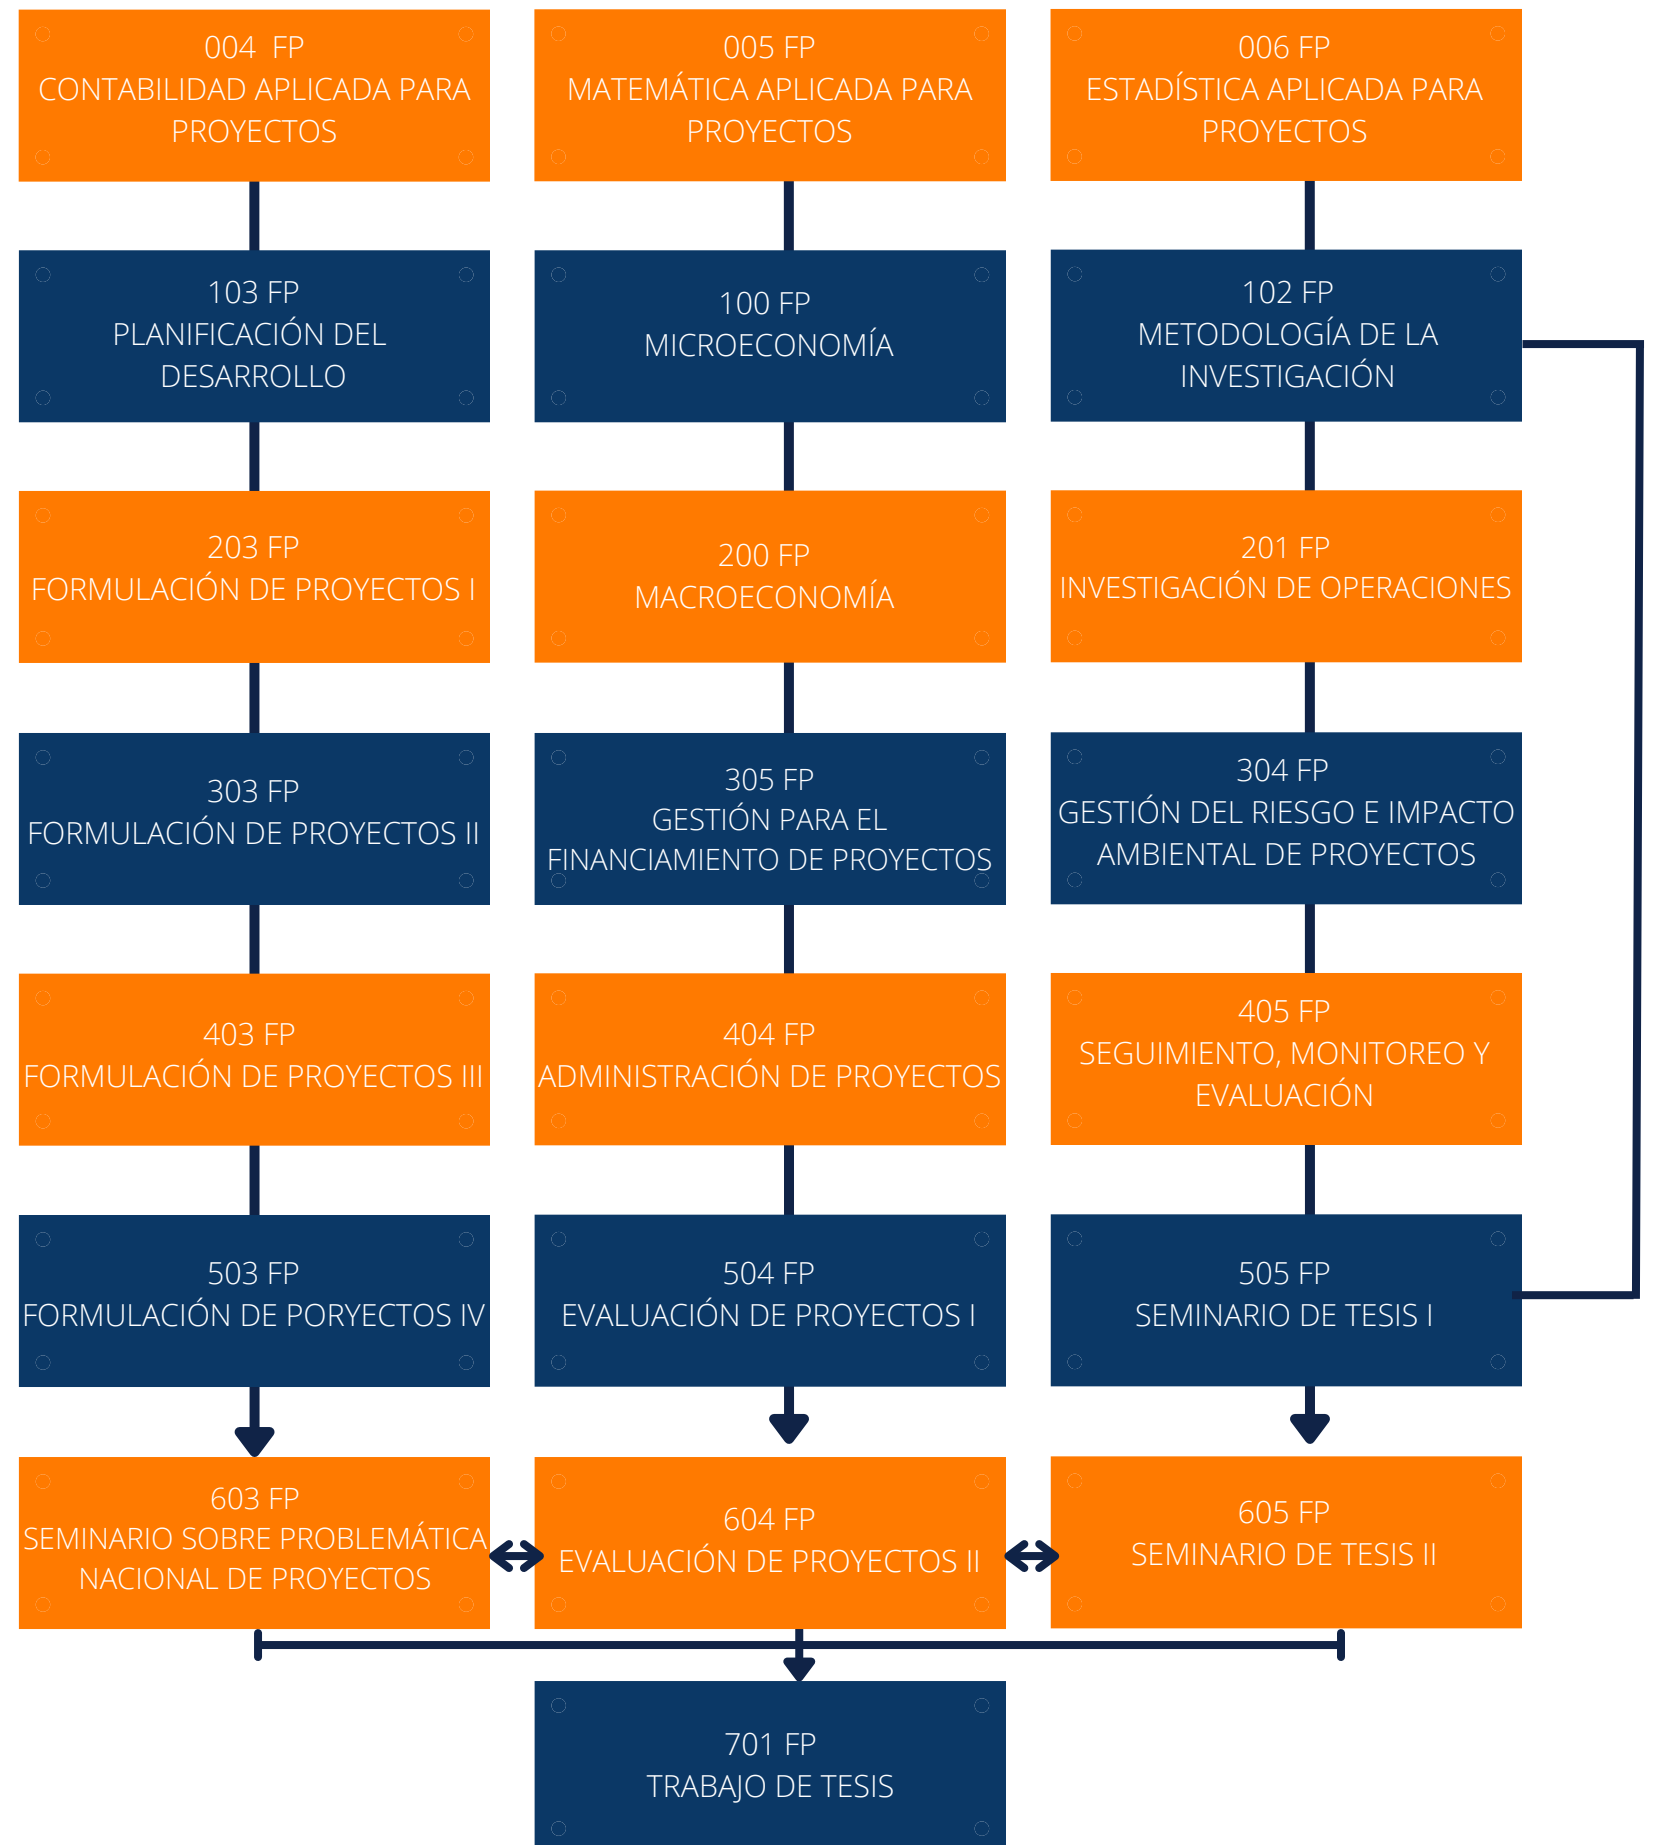 004 FP
CONTABILIDAD APLICADA PARA
PROYECTOS
005 FP
MATEMÁTICA APLICADA PARA
PROYECTOS
006 FP
ESTADÍSTICA APLICADA PARA
PROYECTOS
103 FP
PLANIFICACIÓN DEL
DESARROLLO
100 FP
MICROECONOMÍA
102 FP
METODOLOGÍA DE LA
INVESTIGACIÓN
203 FP
FORMULACIÓN DE PROYECTOS I
200 FP
MACROECONOMÍA
201 FP
INVESTIGACIÓN DE OPERACIONES
303 FP
FORMULACIÓN DE PROYECTOS II
305 FP
GESTIÓN PARA EL
FINANCIAMIENTO DE PROYECTOS
304 FP
GESTIÓN DEL RIESGO E IMPACTO
AMBIENTAL DE PROYECTOS
403 FP
FORMULACIÓN DE PROYECTOS III
404 FP
ADMINISTRACIÓN DE PROYECTOS
405 FP
SEGUIMIENTO, MONITOREO Y
EVALUACIÓN
503 FP
FORMULACIÓN DE PORYECTOS IV
504 FP
EVALUACIÓN DE PROYECTOS I
505 FP
SEMINARIO DE TESIS I
603 FP
SEMINARIO SOBRE PROBLEMÁTICA
NACIONAL DE PROYECTOS
604 FP
EVALUACIÓN DE PROYECTOS II
605 FP
SEMINARIO DE TESIS II
701 FP
TRABAJO DE TESIS